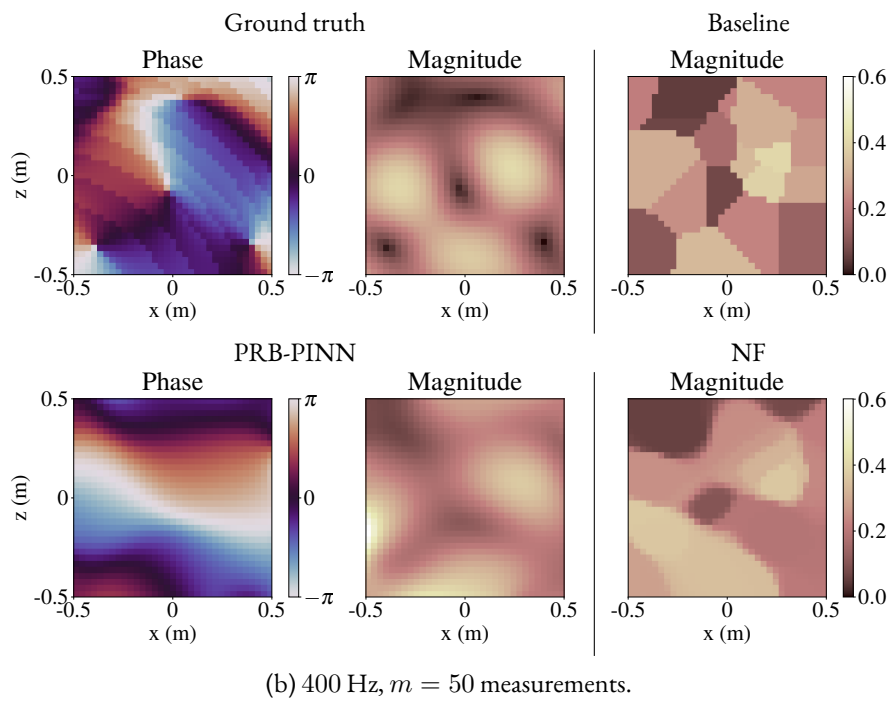 Ground truth Baseline
Phase Magnitude Magnitude
0.5 π 0.6
0.4
z (m) 0 0
0.2
-0.5 −π 0.0
-0.5 0 0.5 -0.5 0 0.5 -0.5 0 0.5
x (m) x (m) x (m)
PRB-PINN NF
Phase Magnitude Magnitude
0.5 π 0.6
0.4
z (m) 0 0
0.2
-0.5 −π 0.0
-0.5 0 0.5 -0.5 0 0.5 -0.5 0 0.5
x (m) x (m) x (m)
(b) 400 Hz, m = 50 measurements.